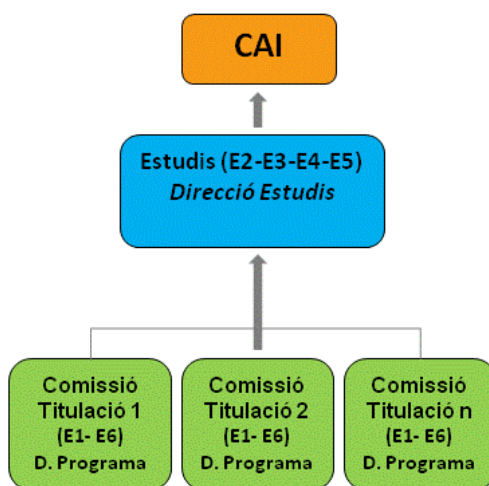 CAI
Estudis (E2-E3-E4-E5)
Direcció Estudis
Comissió
Titulació 1
(E1- E6)
D. Programa
Comissió
Titulació 2
(E1- E6)
D. Programa
Comissió
Titulació n
(E1- E6)
D. Programa